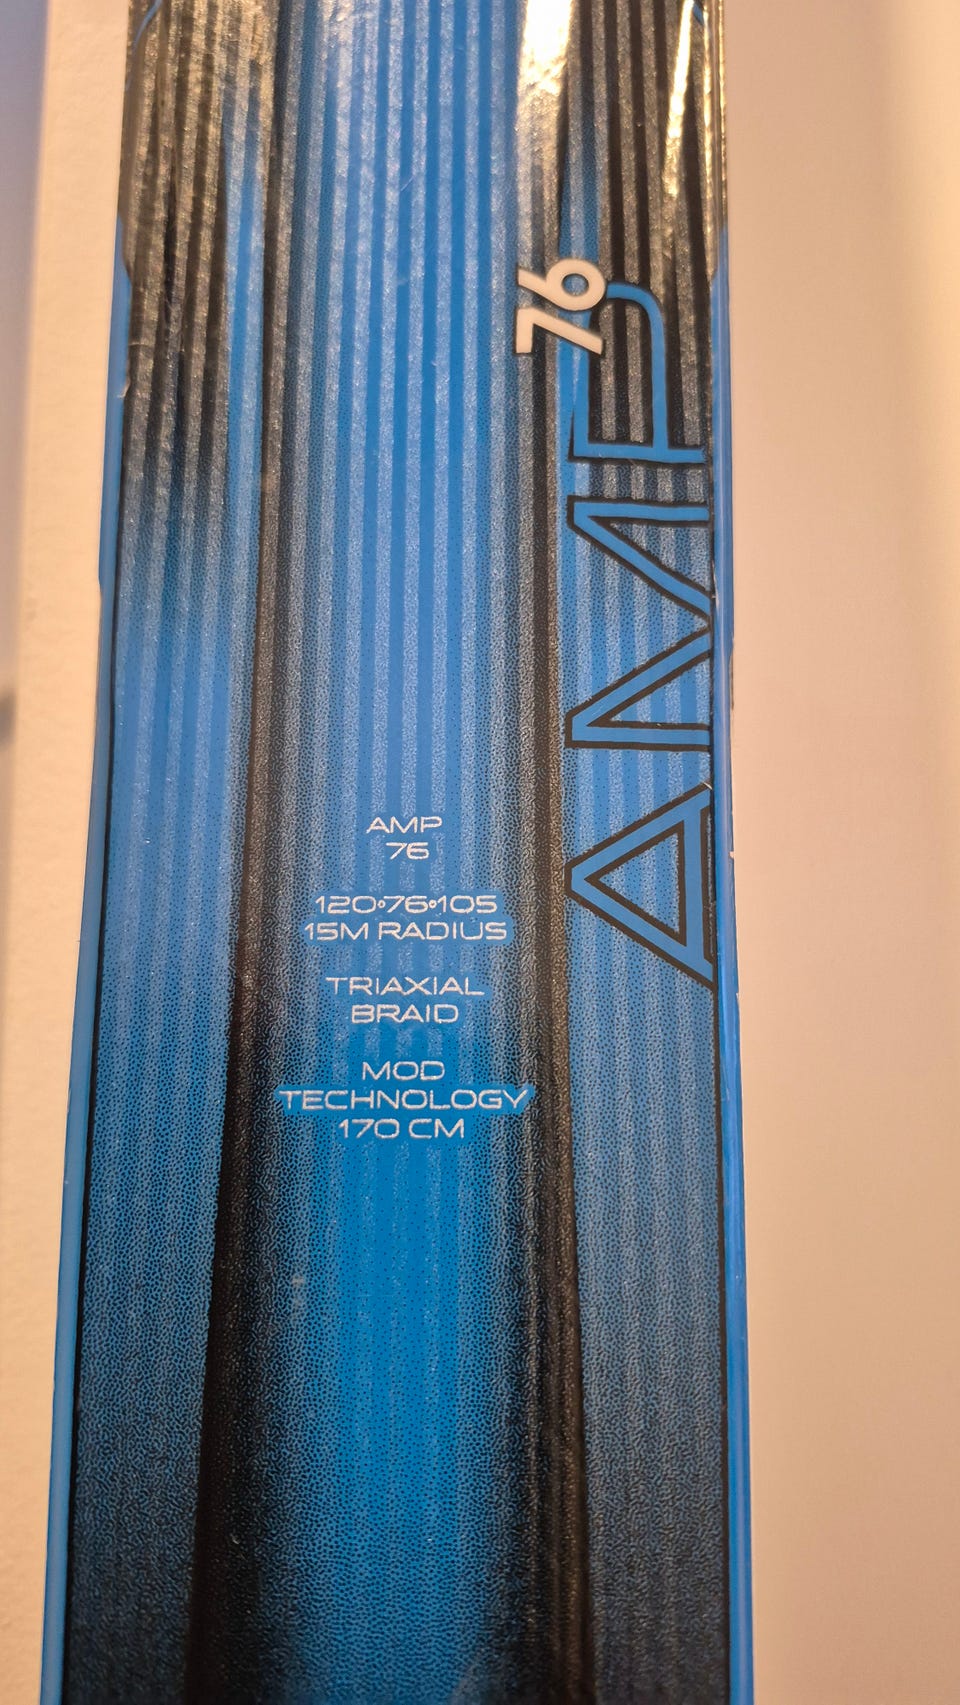 AMP 76
AMP
76
120•76•105
15M RADIUS
TRIAXIAL
BRAID
MOD
TECHNOLOGY
170 CM